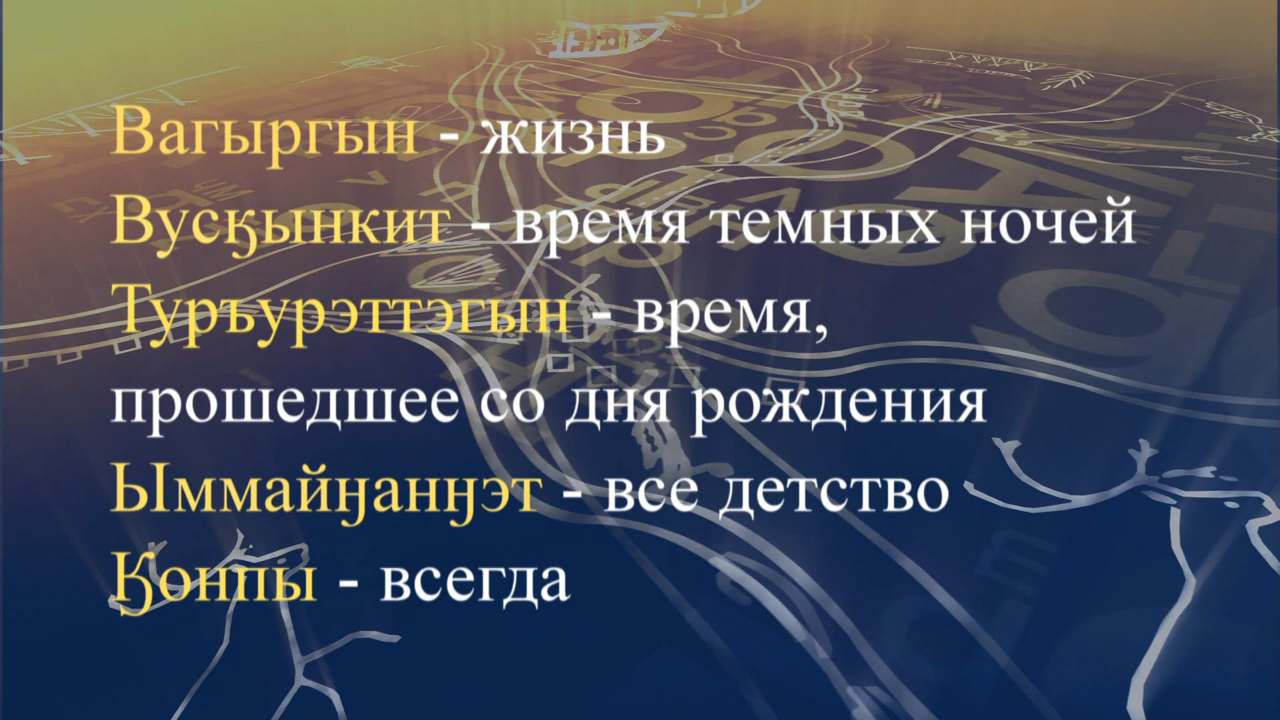 Вагыргын - жизнь
Вусӄынкит - время темных ночей
Туръурэттэгын - время,
прошедшее со дня рождения
Ыммайӈанӈэт - все детство
Ӄонпы - всегда